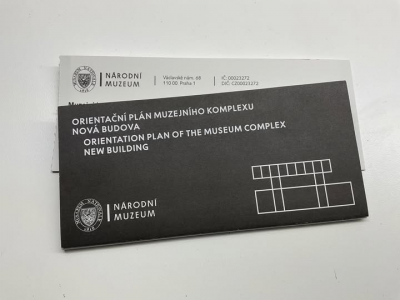 NÁRODNÍ
MUZEUM
Václavské nám. 68
110 00 Praha 1
IČ: 00023272
DIČ: CZ00023272
ORIENTAČNÍ PLÁN MUZEJNÍHO KOMPLEXU
NOVÁ BUDOVA
ORIENTATION PLAN OF THE MUSEUM COMPLEX
NEW BUILDING
NÁRODNÍ
MUZEUM